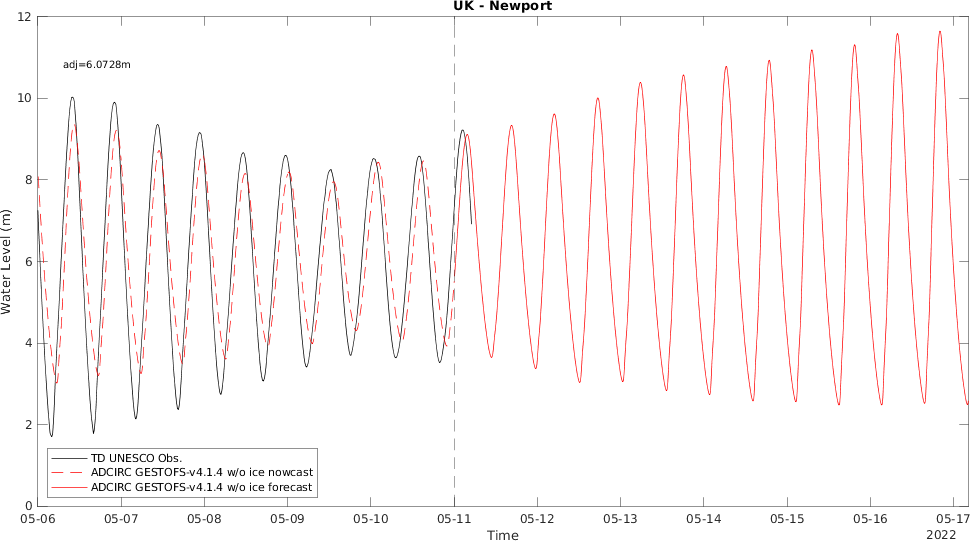 UK - Newport
12
adj=6.0728m
10
8
6
4
2
0
Water Level (m)
TD UNESCO Obs.
ADCIRC GESTOFS-v4.1.4 w/o ice nowcast
ADCIRC GESTOFS-v4.1.4 w/o ice forecast
05-06 05-07 05-08 05-09 05-10 05-11 05-12 05-13 05-14 05-15 05-16 05-17
Time
2022